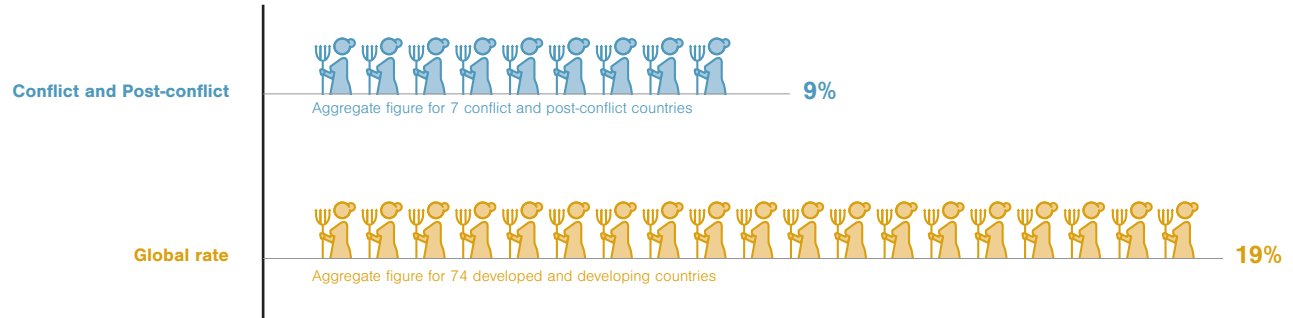 Conflict and Post-conflict
9%
Aggregate figure for 7 conflict and post-conflict countries
Global rate
19%
Aggregate figure for 74 developed and developing countries